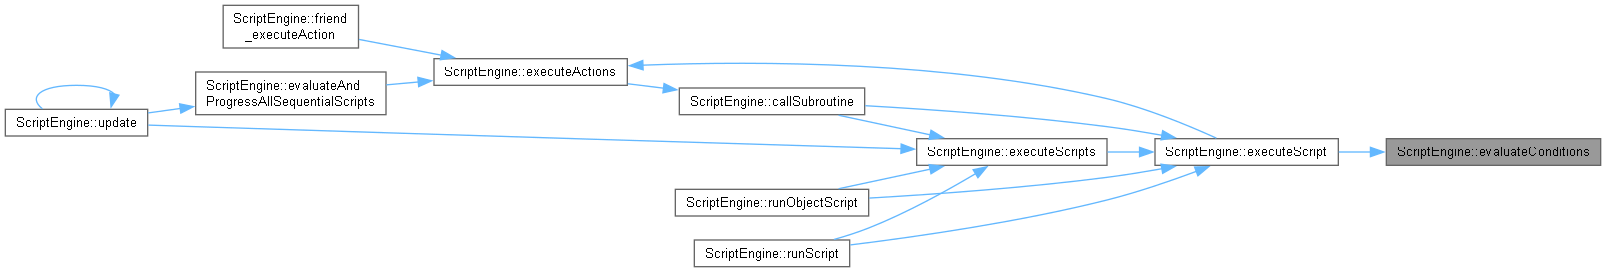 ScriptEngine::friend
_executeAction
ScriptEngine::executeActions
ScriptEngine::evaluateAnd
ProgressAllSequentialScripts
ScriptEngine::callSubroutine
ScriptEngine::update
ScriptEngine::executeScripts
ScriptEngine::executeScript
ScriptEngine::evaluateConditions
ScriptEngine::runObjectScript
ScriptEngine::runScript